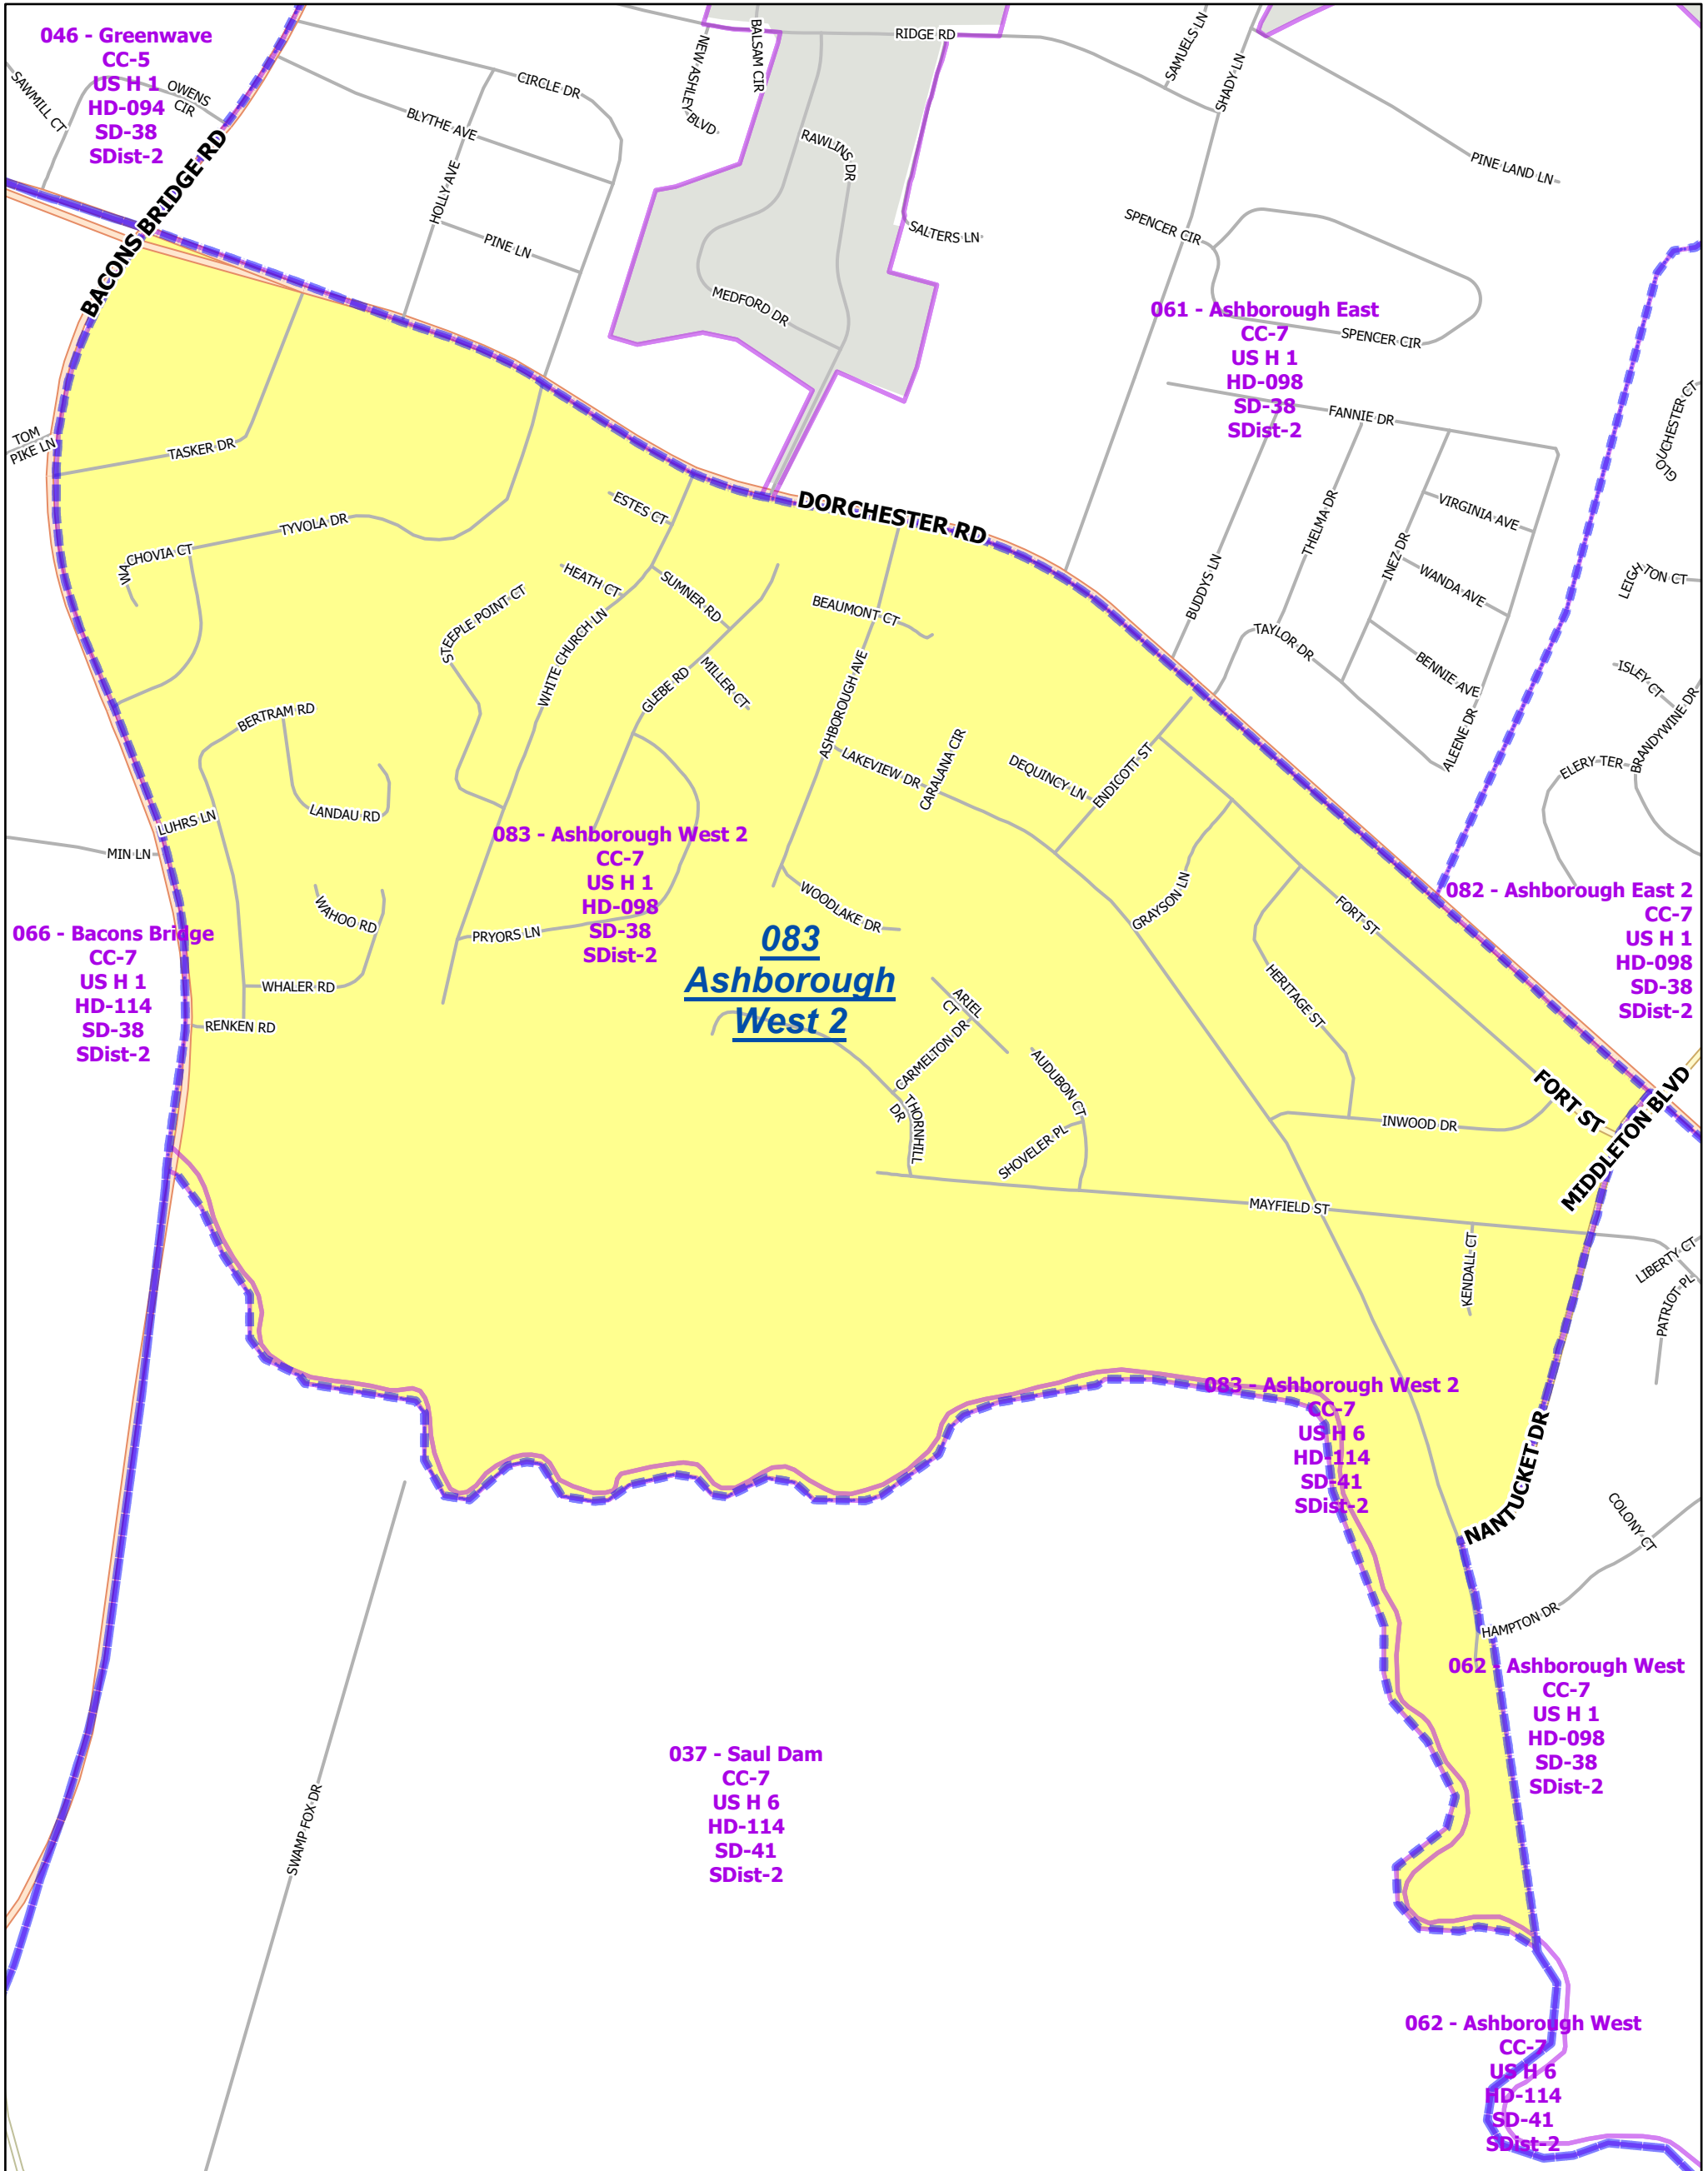 046 - Greenwave
CC-5
US H 1
HD-094
SD-38
SDist-2
SAWMILL CT
OWENS
CIR
BACONS BRIDGE RD
CIRCLE DR
BLYTHE AVE
HOLLY AVE
PINE LN
NEW ASHLEY BLVD
BALSAM CIR
RIDGE RD
RAWLINS DR
MEDFORD DR
SALTERS LN
SAMUELS LN
SHADY LN
PINE LAND LN
SPENCER CIR
SPENCER CIR
061 - Ashborough East
CC-7
US H 1
HD-098
SD-38
SDist-2
FANNIE DR
GLOUCHESTER CT
VIRGINIA AVE
THELMA DR
INEZ DR
WANDA AVE
BUDDYS LN
TAYLOR DR
BENNIE AVE
ALEENE DR
LEIGHTON CT
ISLEY CT
BRANDYWINE DR
ELERY TER
TOM
PIKE LN
TASKER DR
TYVOLA DR
WACHOVIA CT
ESTES CT
DORCHESTER RD
HEATH CT
SUMNER RD
STEEPLE POINT CT
WHITE CHURCH LN
BEAUMONT CT
GLEBE RD
MILLER CT
ASHBOROUGH AVE
BERTRAM RD
LAKEVIEW DR
CARALANA CIR
DEQUINCY LN
ENDICOTT ST
LANDAU RD
LUHRS LN
MIN LN
083 - Ashborough West 2
CC-7
US H 1
HD-098
SD-38
SDist-2
WAHOO RD
PRYORS LN
WOODLAKE DR
GRAYSON LN
FORT ST
082 - Ashborough East 2
CC-7
US H 1
HD-098
SD-38
SDist-2
066 - Bacons Bridge
CC-7
US H 1
HD-114
SD-38
SDist-2
083
Ashborough
West 2
WHALER RD
RENKEN RD
ARIEL
CT
HERITAGE ST
CARMELTON DR
AUDUBON CT
THORNHILL
DR
SHOVELER PL
INWOOD DR
FORT ST
MIDDLETON BLVD
MAYFIELD ST
KENDALL CT
LIBERTY CT
PATRIOT PL
083 - Ashborough West 2
CC-7
US H 6
HD-114
SD-41
SDist-2
NANTUCKET DR
COLONY CT
HAMPTON DR
062 - Ashborough West
CC-7
US H 1
HD-098
SD-38
SDist-2
037 - Saul Dam
CC-7
US H 6
HD-114
SD-41
SDist-2
SWAMP FOX DR
062 - Ashborough West
CC-7
US H 6
HD-114
SD-41
SDist-2